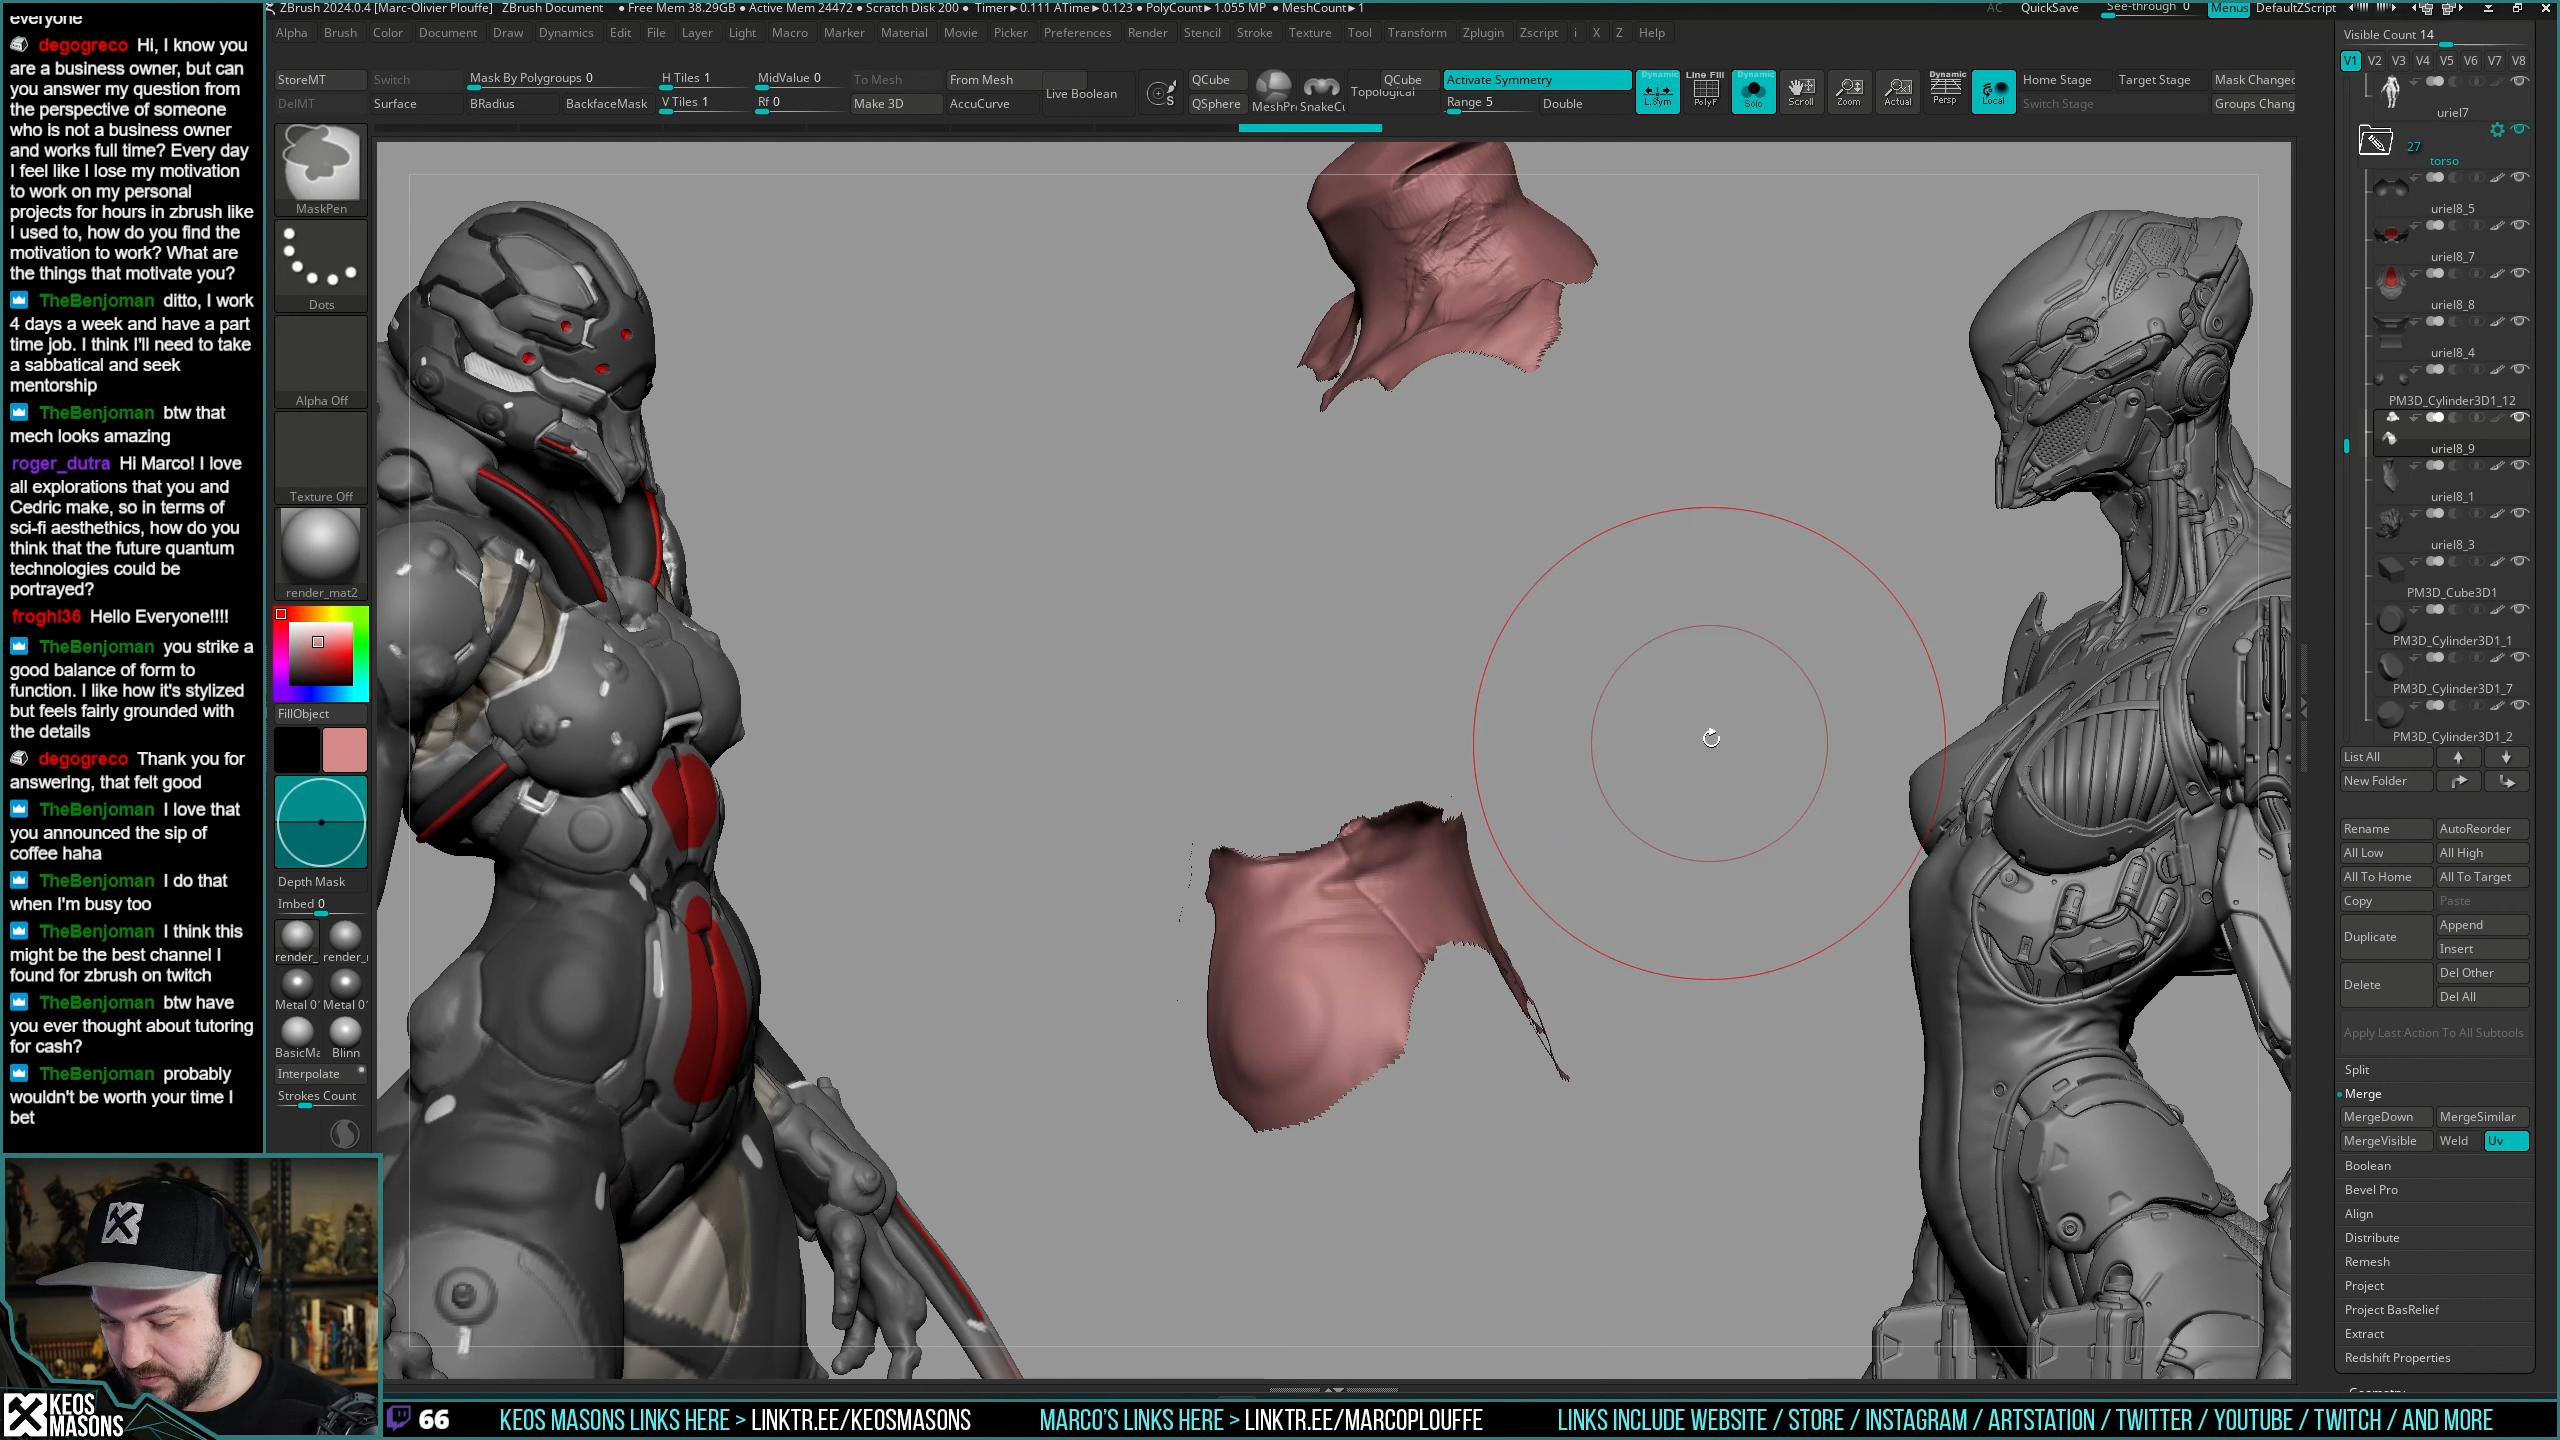 everyone
degogreco Hi, I know you
are a business owner, but can
you answer my question from
the perspective of someone
who is not a business owner
and works full time? Every day
I feel like I lose my motivation
to work on my personal
projects for hours in zbrush like
I used to, how do you find the
motivation to work? What are
the things that motivate you?
TheBenjoman ditto, I work
4 days a week and have a part
time job. I think I'll need to take
a sabbatical and seek
mentorship
TheBenjoman btw that
mech looks amazing
roger_dutra Hi Marco! I love
all explorations that you and
Cedric make, so in terms of
sci-fi aesthethics, how do you
think that the future quantum
technologies could be
portrayed?
froghl36 Hello Everyone!!!!
TheBenjoman you strike a
good balance of form to
function. I like how it's stylized
but feels fairly grounded with
the details
degogreco Thank you for
answering, that felt good
TheBenjoman I love that
you announced the sip of
coffee haha
TheBenjoman I do that
when I'm busy too
TheBenjoman I think this
might be the best channel I
found for zbrush on twitch
TheBenjoman btw have
you ever thought about tutoring
for cash?
TheBenjoman probably
wouldn't be worth your time I
bet
ZBrush 2024.0.4 [Marc-Olivier Plouffe] ZBrush Document • Free Mem 38.29GB • Active Mem 24472 • Scratch Disk 200 • Timer▸0.111 ATime▸0.123 • PolyCount▸1.055 MP • MeshCount▸1
AC QuickSave See-through 0 Menus DefaultZScript
Alpha Brush Color Document Draw Dynamics Edit File Layer Light Macro Marker Material Movie Picker Preferences Render Stencil Stroke Texture Tool Transform Zplugin Zscript i X Z Help
StoreMT Switch Mask By Polygroups 0 H Tiles 1 MidValue 0 To Mesh From Mesh Live Boolean QCube QCube Activate Symmetry
DelMT Surface BRadius BackfaceMask V Tiles 1 Rf 0 Make 3D AccuCurve QSphere Topological Range 5 Double
Dynamic L.Sym
Line Fill PolyF
Dynamic Solo
Scroll
Zoom
Actual
Dynamic Persp
Local
Home Stage Target Stage
Switch Stage
MaskPen
Dots
Alpha Off
Texture Off
render_mat2
FillObject
Depth Mask
Imbed 0
render_
Metal 0
Metal 0
Blinn
Interpolate
Strokes Count
Visible Count 14
V1 V2 V3 V4 V5 V6 V7 V8
uriel7
27
torso
uriel8_5
uriel8_7
uriel8_8
uriel8_4
PM3D_Cylinder3D1_12
uriel8_9
uriel8_1
uriel8_3
PM3D_Cube3D1
PM3D_Cylinder3D1_1
PM3D_Cylinder3D1_7
PM3D_Cylinder3D1_2
List All
New Folder
Rename AutoReorder
All Low All High
All To Home All To Target
Copy Paste
Duplicate Append
Insert
Delete Del Other
Del All
Apply Last Action To All Subtools
Split
Merge
MergeDown MergeSimilar
MergeVisible Weld Uv
Boolean
Bevel Pro
Align
Distribute
Remesh
Project
Project BasRelief
Extract
Redshift Properties
KEOS
MASONS
66 KEOS MASONS LINKS HERE > LINKTR.EE/KEOSMASONS MARCO'S LINKS HERE > LINKTR.EE/MARCOPLOUFFE LINKS INCLUDE WEBSITE / STORE / INSTAGRAM / ARTSTATION / TWITTER / YOUTUBE / TWITCH / AND MORE